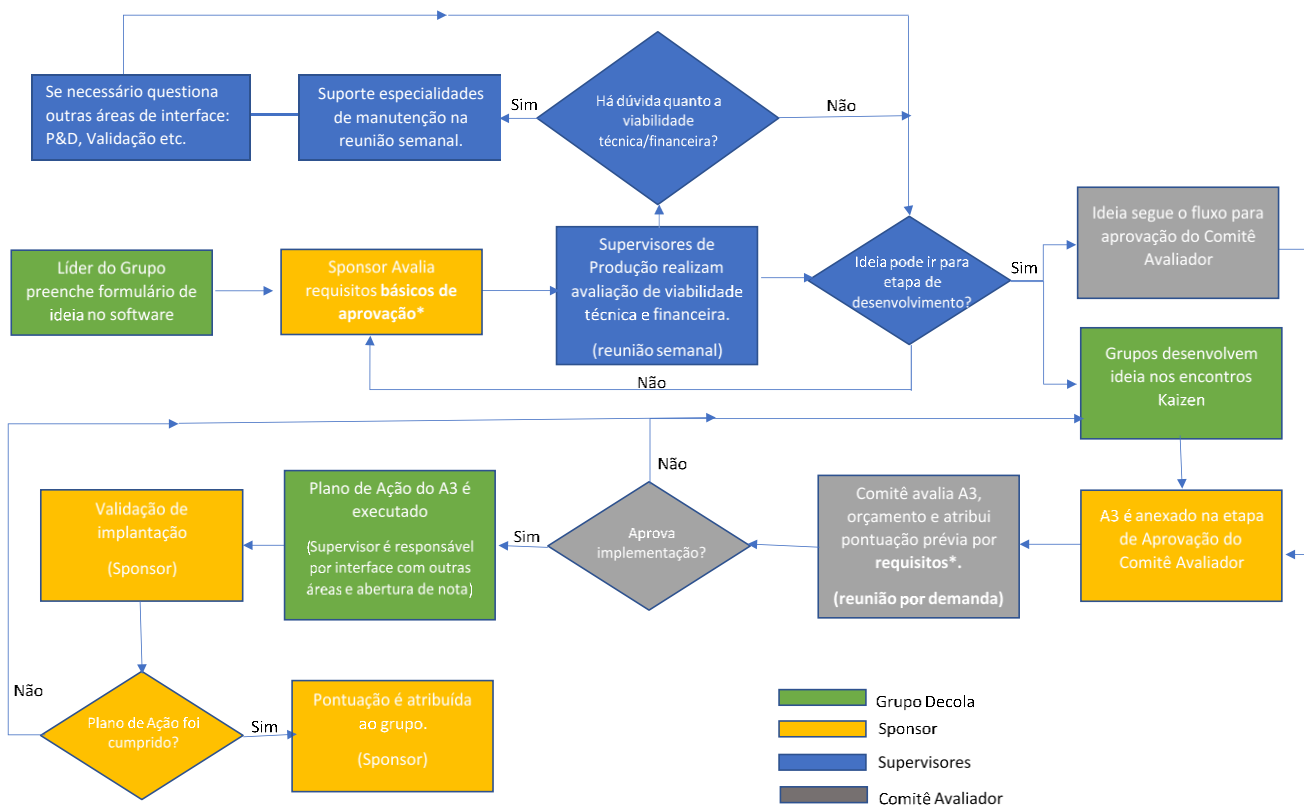 Se necessário questiona
outras áreas de interface:
P&D, Validação etc.
Suporte especialidades
de manutenção na
reunião semanal.
Sim
Há dúvida quanto a
viabilidade
técnica/financeira?
Não
Líder do Grupo
preenche formulário de
ideia no software
Sponsor Avalia
requisitos básicos de
aprovação*
Supervisores de
Produção realizam
avaliação de viabilidade
técnica e financeira.
(reunião semanal)
Ideia pode ir para
etapa de
desenvolvimento?
Sim
Não
Ideia segue o fluxo para
aprovação do Comitê
Avaliador
Grupos desenvolvem
ideia nos encontros
Kaizen
A3 é anexado na etapa
de Aprovação do
Comitê Avaliador
Comitê avalia A3,
orçamento e atribui
pontuação prévia por
requisitos*.
(reunião por demanda)
Aprova
implementação?
Não
Sim
Plano de Ação do A3 é
executado
(Supervisor é responsável
por interface com outras
áreas e abertura de nota)
Validação de
implantação
(Sponsor)
Plano de Ação foi
cumprido?
Não
Sim
Pontuação é atribuída
ao grupo.
(Sponsor)
Grupo Decola
Sponsor
Supervisores
Comitê Avaliador